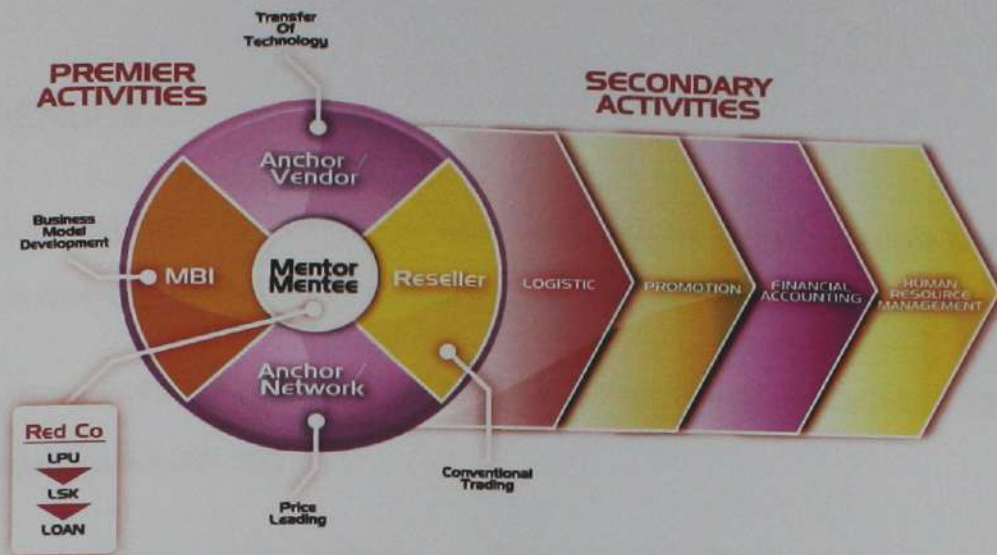 Transfer
Of
Technology
PREMIER
ACTIVITIES
SECONDARY
ACTIVITIES
Anchor /
Vendor
Business
Model
Development
MBI
Mentor
Mentee
Reseller
LOGISTIC
PROMOTION
FINANCIAL
ACCOUNTING
HUMAN
RESOURCE
MANAGEMENT
Anchor /
Network
Red Co
LPU
LSK
LOAN
Price
Leading
Conventional
Trading